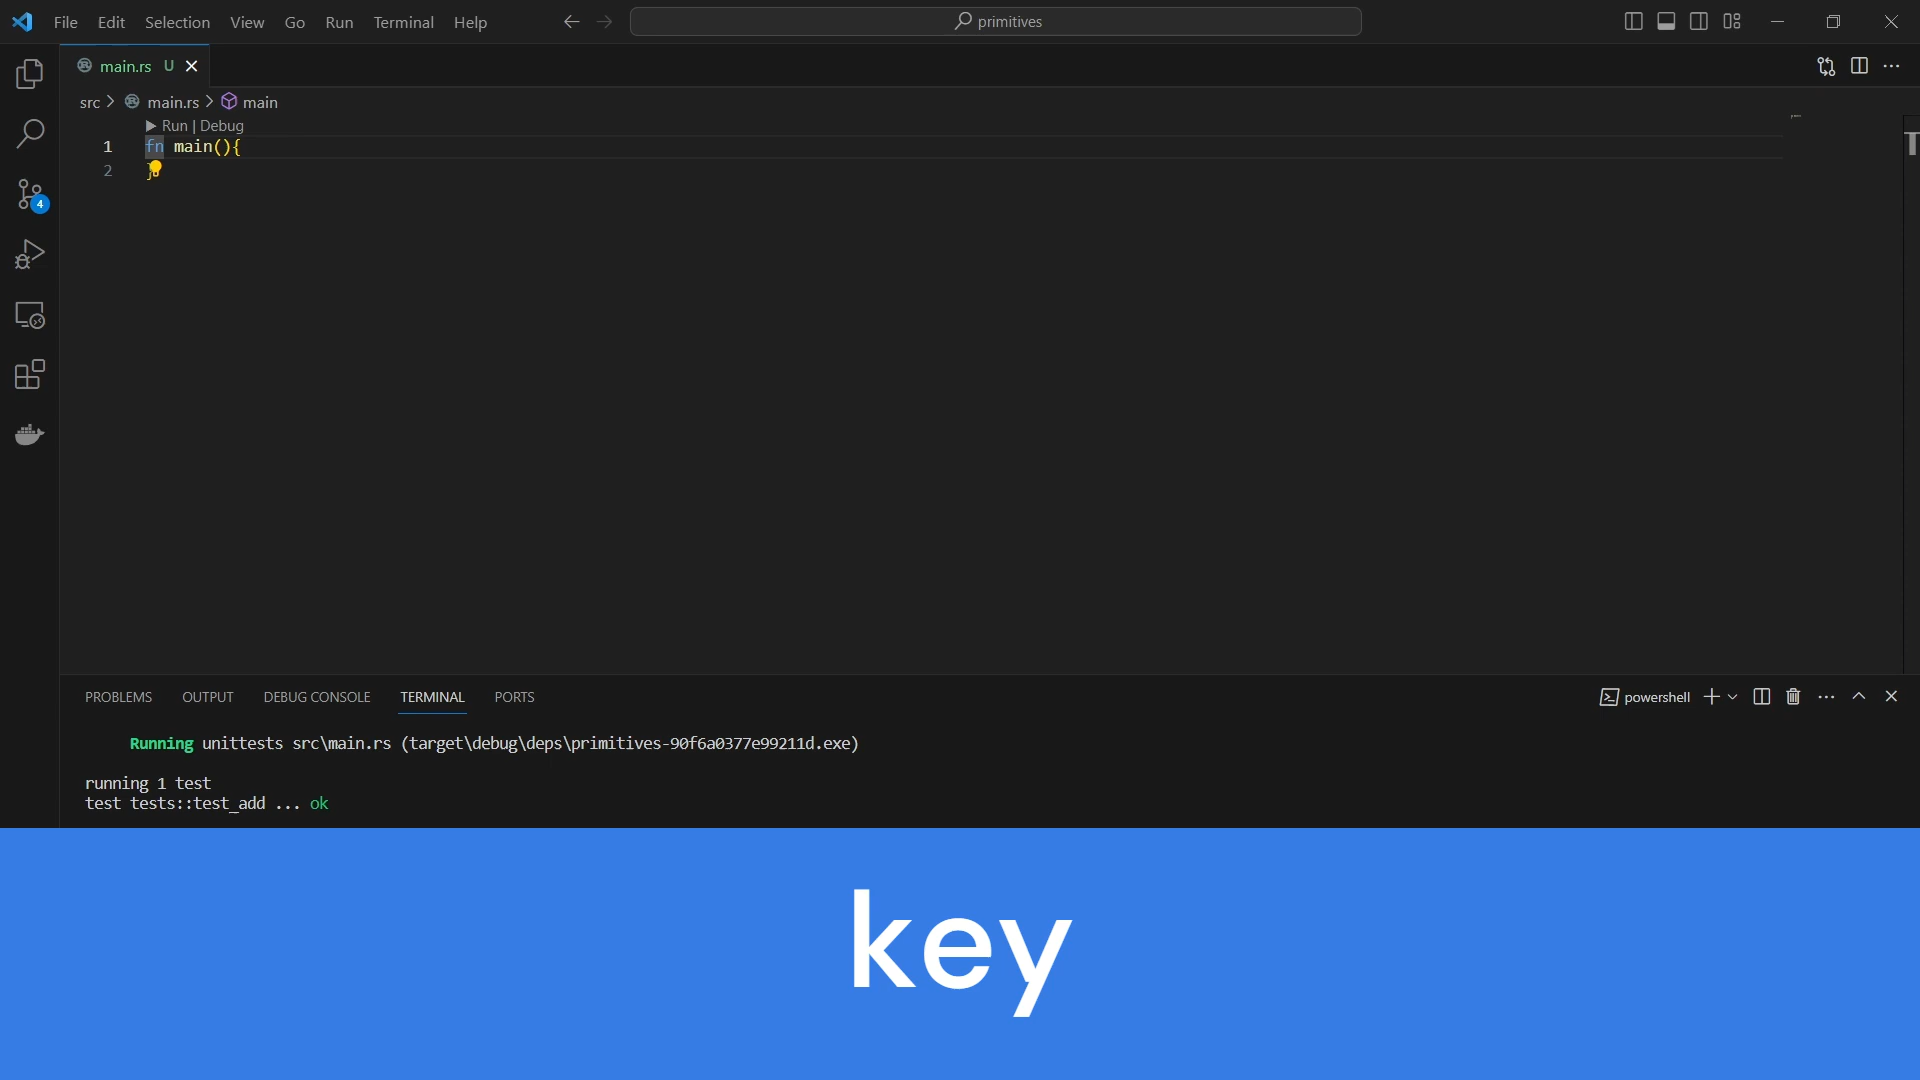 File Edit Selection View Go Run Terminal Help
primitives
main.rs U
src > main.rs > main
Run | Debug
1 fn main(){
2 }
4
PROBLEMS OUTPUT DEBUG CONSOLE TERMINAL PORTS
powershell
Running unittests src\main.rs (target\debug\deps\primitives-90f6a0377e99211d.exe)
running 1 test
test tests::test_add ... ok
key